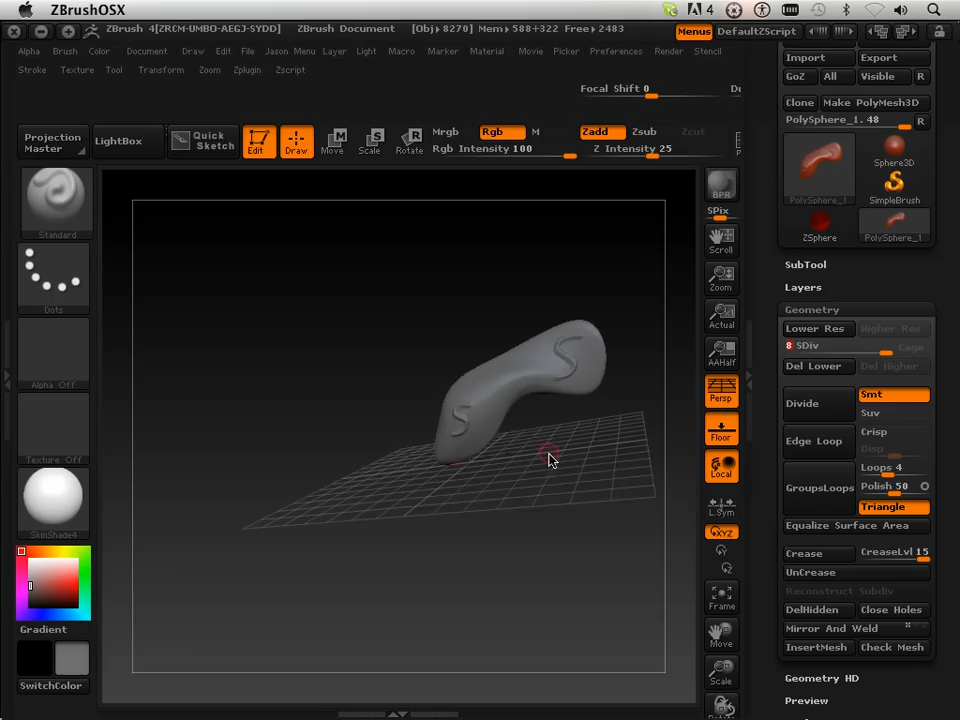 ZBrushOSX
4
ZBrush 4[ZRCM-UMBO-AEGJ-SYDD] ZBrush Document [Obj>8270] Mem>588+322 Free>2483 Menus DefaultZScript
Alpha Brush Color Document Draw Edit File Jason Menu Layer Light Macro Marker Material Movie Picker Preferences Render Stencil
Stroke Texture Tool Transform Zoom Zplugin Zscript
Focal Shift 0
Projection Master
LightBox
Quick Sketch
Edit Draw Move Scale Rotate
Mrgb Rgb M Zadd Zsub Zcut
Rgb Intensity 100 Z Intensity 25
Standard
Dots
Alpha Off
Texture Off
SkinShade4
Gradient
SwitchColor
S
S
BPR
SPix
Scroll
Zoom
Actual
AAHalf
Persp
Floor
Local
L.Sym
XYZ
Y
Z
Frame
Move
Scale
Import Export
GoZ All Visible R
Clone Make PolyMesh3D
PolySphere_1. 48 R
PolySphere_1
Sphere3D
SimpleBrush
ZSphere
PolySphere_1
SubTool
Layers
Geometry
Lower Res Higher Res
8 SDiv Cage
Del Lower Del Higher
Divide
Smt
Suv
Edge Loop
Crisp
Disp
GroupsLoops
Loops 4
Polish 50
Triangle
Equalize Surface Area
Crease CreaseLvl 15
UnCrease
Reconstruct Subdiv
DelHidden Close Holes
Mirror And Weld
InsertMesh Check Mesh
Geometry HD
Preview